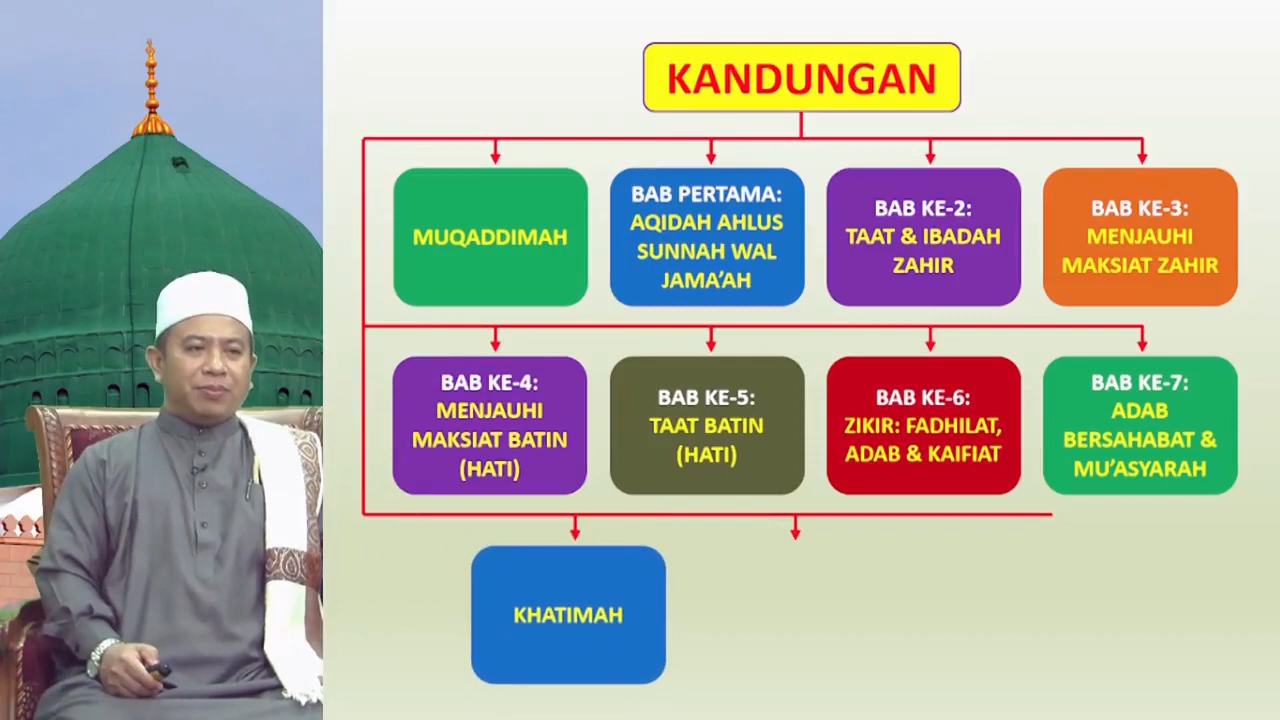 KANDUNGAN
MUQADDIMAH
BAB PERTAMA:
AQIDAH AHLUS
SUNNAH WAL
JAMA’AH
BAB KE-2:
TAAT & IBADAH
ZAHIR
BAB KE-3:
MENJAUHI
MAKSIAT ZAHIR
BAB KE-4:
MENJAUHI
MAKSIAT BATIN
(HATI)
BAB KE-5:
TAAT BATIN
(HATI)
BAB KE-6:
ZIKIR: FADHILAT,
ADAB & KAIFIAT
BAB KE-7:
ADAB
BERSAHABAT &
MU’ASYARAH
KHATIMAH